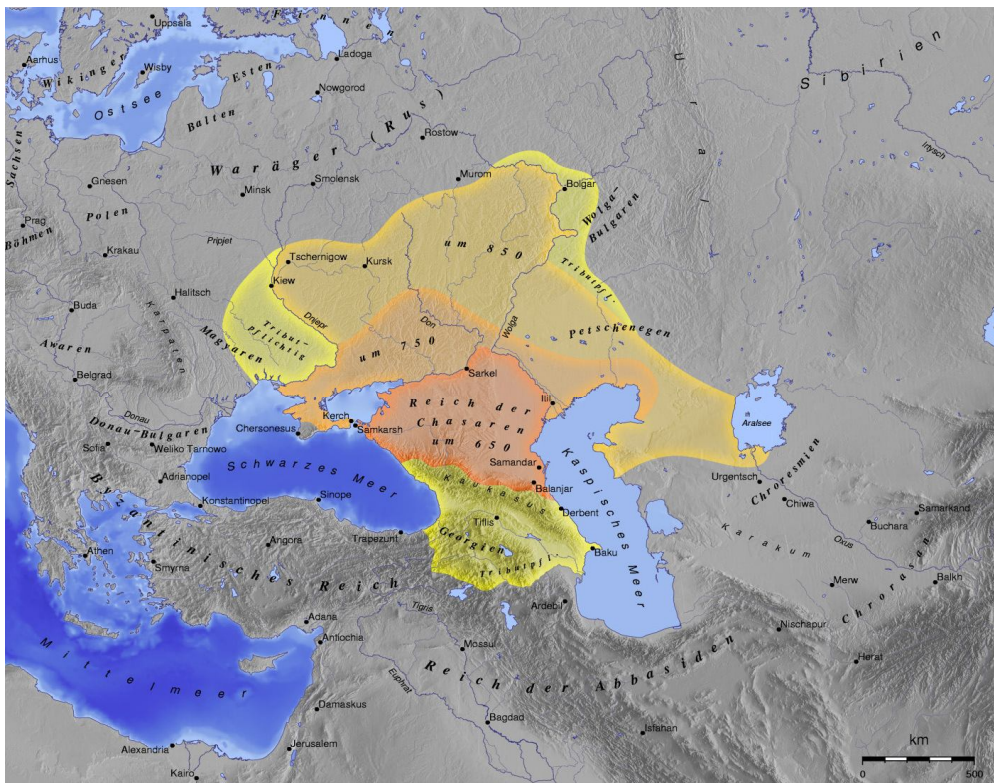 Uppsala
Finnen
Aarhus
Wikinger
Wisby
Ladoga
Sibirien
Esten
Ostsee
Nowgorod
Ural
Balten
Waräger (Rus)
Rostow
Irtysch
Sachsen
Gnesen
Minsk
Smolensk
Murom
Bolgar
Wolga-
Bulgaren
Prag
Polen
Böhmen
Pripjet
um 850
Krakau
Tschernigow
Kursk
Tributpfl.
Kiew
Halitsch
Buda
Karpaten
Dnjepr
Don
Wolga
Petschenegen
Tribut-
pflichtig
Magyaren
um 750
Awaren
Belgrad
Sarkel
Donau
Reich der
Chasaren
um 650
Itil
Aralsee
Kerch
Samkarsh
Chersonesus
Donau-Bulgaren
Sofia
Weliko Tarnowo
Samandar
Schwarzes Meer
Kaspisches Meer
Choresmien
Adrianopel
Kaukasus
Balanjar
Urgentsch
Konstantinopel
Sinope
Derbent
Chiwa
Samarkand
Byzantinisches Reich
Tiflis
Buchara
Trapezunt
Georgien
Karakum
Oxus
Athen
Angora
Baku
Smyrna
Tributpfl.
Merw
Balkh
Chrorasan
Tigris
Ardebil
Adana
Nischapur
Antiochia
Mossul
Mittelmeer
Reich der Abbasiden
Herat
Euphrat
Damaskus
Bagdad
Isfahan
Alexandria
Jerusalem
km
Kairo
0 500